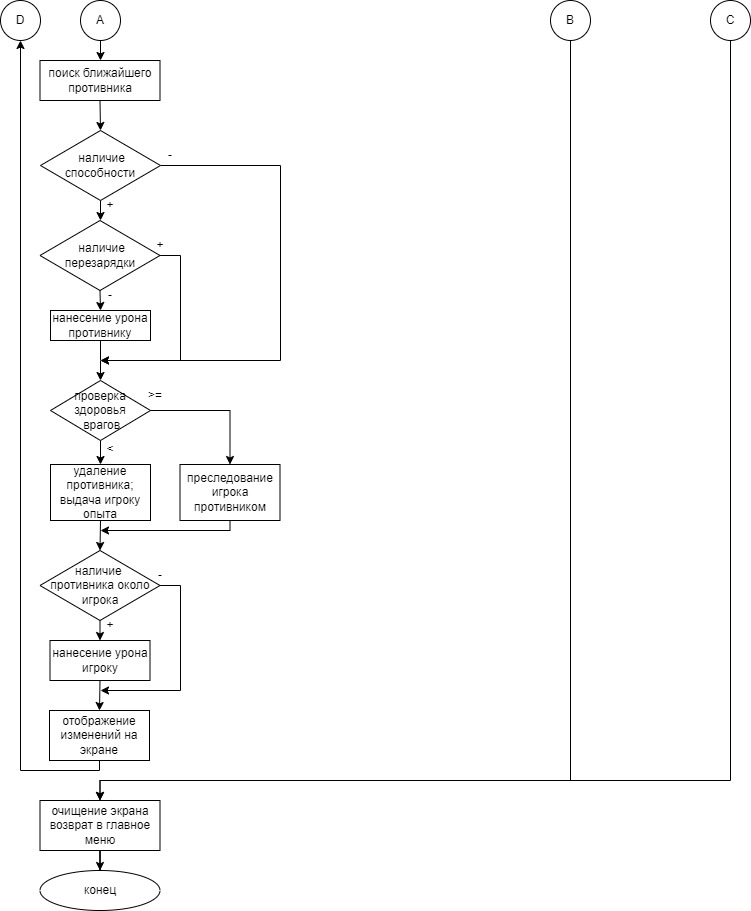 D
A
B
C
поиск ближайшего
противника
наличие
способности
-
+
наличие
перезарядки
+
-
нанесение урона
противнику
проверка
здоровья
врагов
>=
<
удаление
противника;
выдача игроку
опыта
преследование
игрока
противником
наличие
противника около
игрока
-
+
нанесение урона
игроку
отображение
изменений на
экране
очищение экрана
возврат в главное
меню
конец